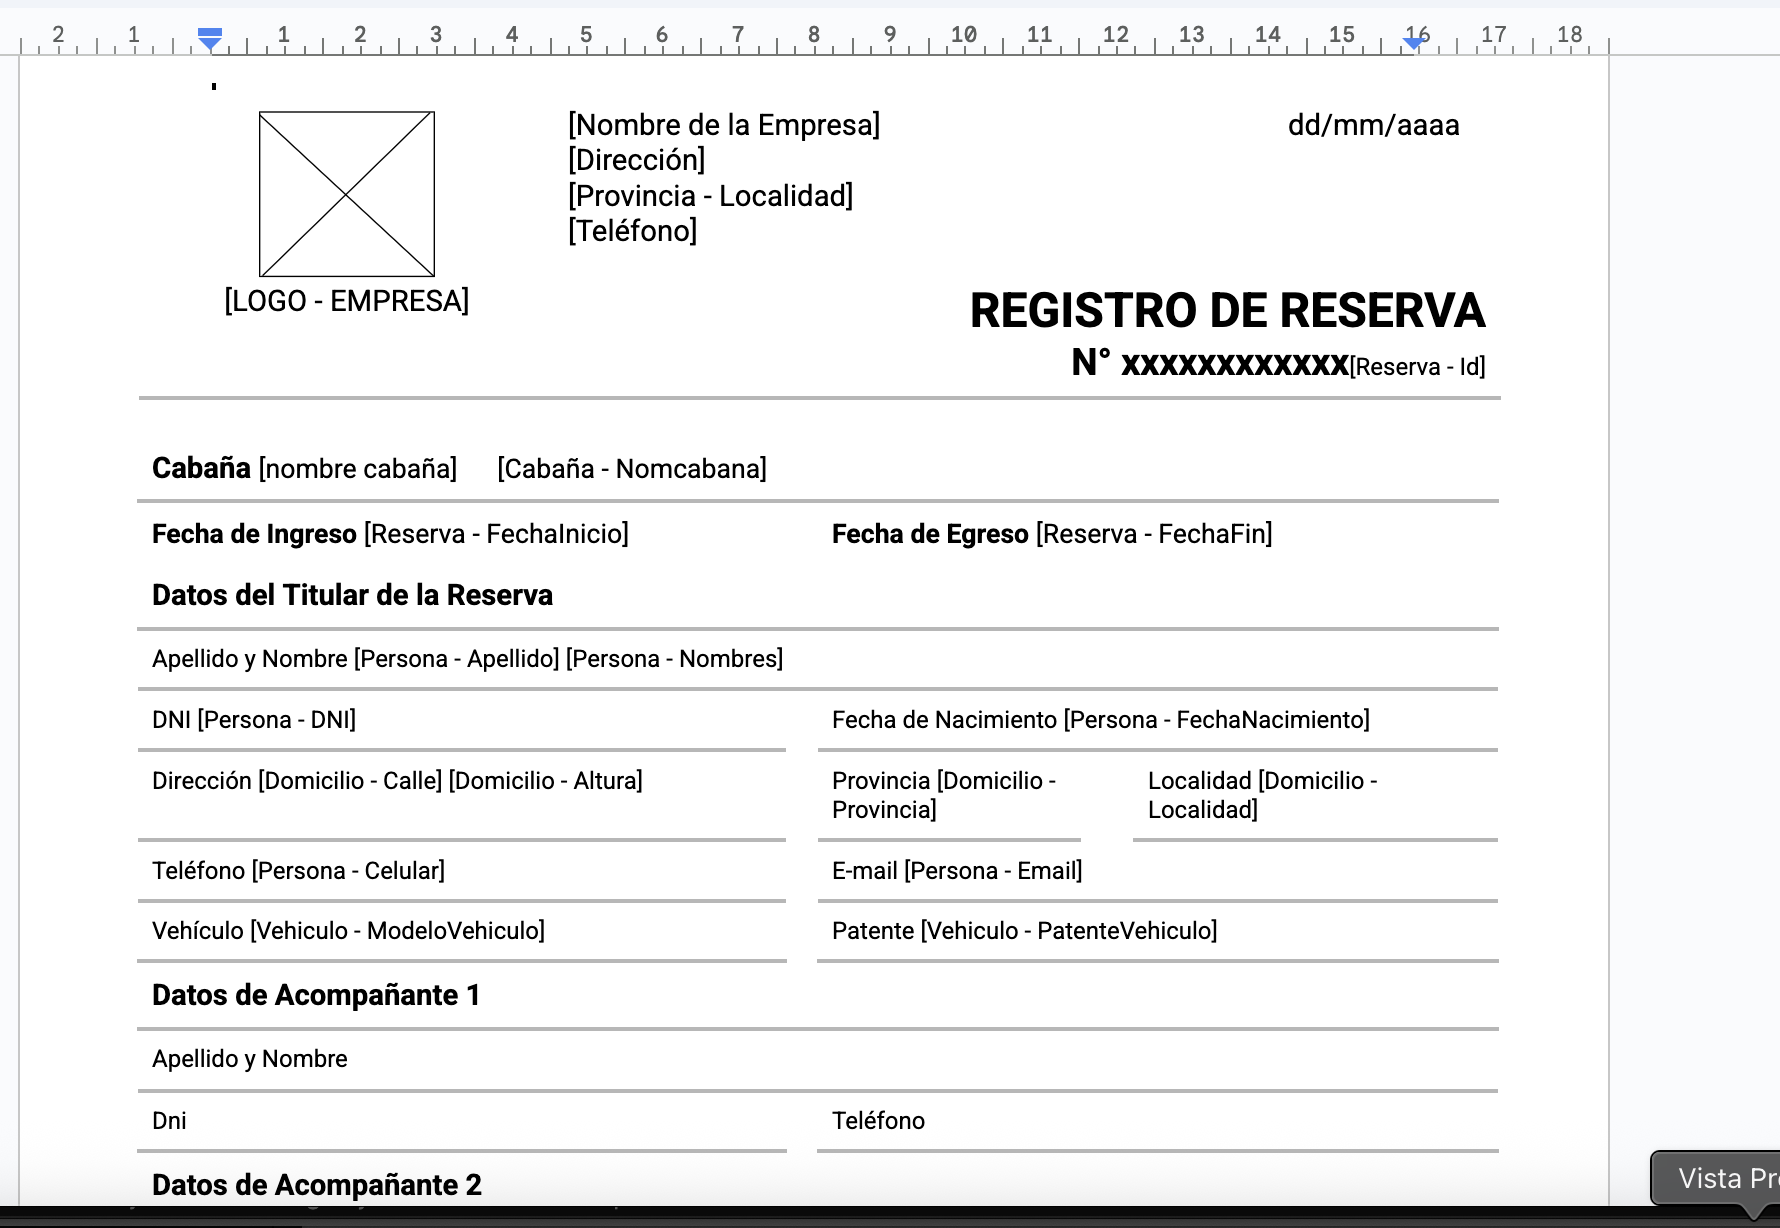 2 1 1 2 3 4 5 6 7 8 9 10 11 12 13 14 15 16 17 18
[Nombre de la Empresa]
dd/mm/aaaa
[Dirección]
[Provincia - Localidad]
[Teléfono]
[LOGO - EMPRESA]
REGISTRO DE RESERVA
N° xxxxxxxxxxxx[Reserva - Id]
Cabaña [nombre cabaña] [Cabaña - Nomcabana]
Fecha de Ingreso [Reserva - FechaInicio]
Fecha de Egreso [Reserva - FechaFin]
Datos del Titular de la Reserva
Apellido y Nombre [Persona - Apellido] [Persona - Nombres]
DNI [Persona - DNI]
Fecha de Nacimiento [Persona - FechaNacimiento]
Dirección [Domicilio - Calle] [Domicilio - Altura]
Provincia [Domicilio -
Provincia]
Localidad [Domicilio -
Localidad]
Teléfono [Persona - Celular]
E-mail [Persona - Email]
Vehículo [Vehiculo - ModeloVehiculo]
Patente [Vehiculo - PatenteVehiculo]
Datos de Acompañante 1
Apellido y Nombre
Dni
Teléfono
Datos de Acompañante 2
Vista Pr